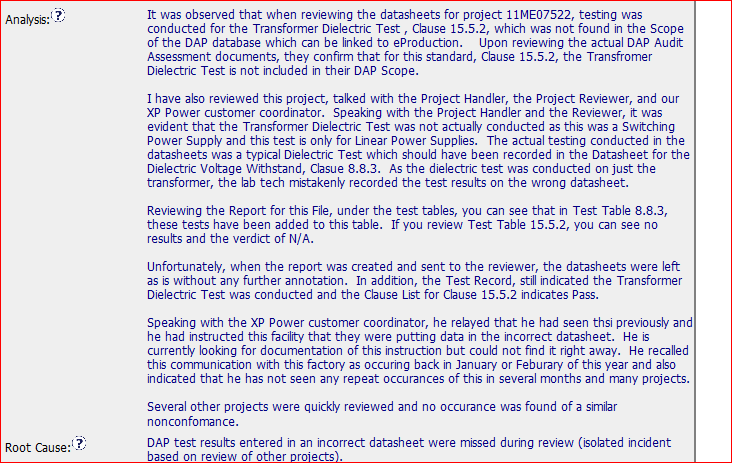 Analysis:
It was observed that when reviewing the datasheets for project 11ME07522, testing was
conducted for the Transformer Dielectric Test , Clause 15.5.2, which was not found in the Scope
of the DAP database which can be linked to eProduction. Upon reviewing the actual DAP Audit
Assessment documents, they confirm that for this standard, Clause 15.5.2, the Transfromer
Dielectric Test is not included in their DAP Scope.
I have also reviewed this project, talked with the Project Handler, the Project Reviewer, and our
XP Power customer coordinator. Speaking with the Project Handler and the Reviewer, it was
evident that the Transformer Dielectric Test was not actually conducted as this was a Switching
Power Supply and this test is only for Linear Power Supplies. The actual testing conducted in the
datasheets was a typical Dielectric Test which should have been recorded in the Datasheet for the
Dielectric Voltage Withstand, Clasue 8.8.3. As the dielectric test was conducted on just the
transformer, the lab tech mistakenly recorded the test results on the wrong datasheet.
Reviewing the Report for this File, under the test tables, you can see that in Test Table 8.8.3,
these tests have been added to this table. If you review Test Table 15.5.2, you can see no
results and the verdict of N/A.
Unfortunately, when the report was created and sent to the reviewer, the datasheets were left
as is without any further annotation. In addition, the Test Record, still indicated the Transformer
Dielectric Test was conducted and the Clause List for Clause 15.5.2 indicates Pass.
Speaking with the XP Power customer coordinator, he relayed that he had seen thsi previously and
he had instructed this facility that they were putting data in the incorrect datasheet. He is
currently looking for documentation of this instruction but could not find it right away. He recalled
this communication with this factory as occuring back in January or Feburary of this year and also
indicated that he has not seen any repeat occurances of this in several months and many projects.
Several other projects were quickly reviewed and no occurance was found of a similar
nonconfomance.
Root Cause:
DAP test results entered in an incorrect datasheet were missed during review (isolated incident
based on review of other projects).